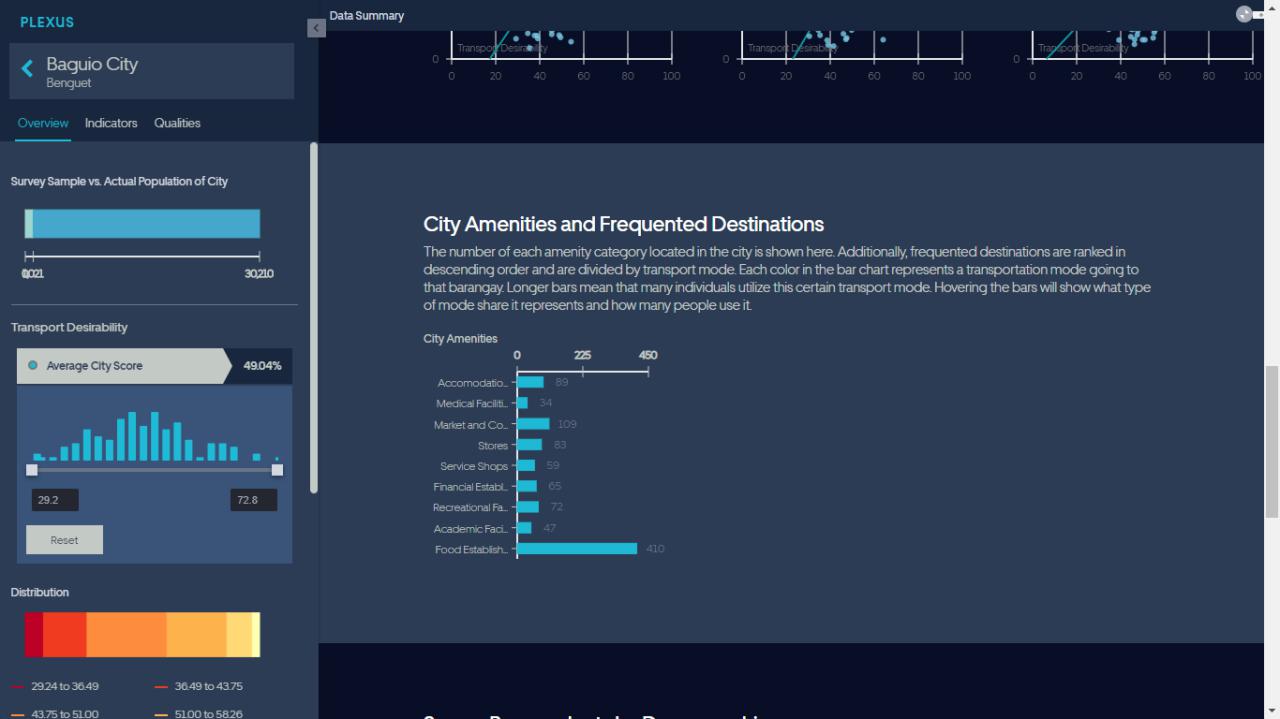 PLEXUS
Baguio City
Benguet
Overview Indicators Qualities
Survey Sample vs. Actual Population of City
30,210
Transport Desirability
Average City Score 49.04%
29.2 72.8
Reset
Distribution
29.24 to 36.49 36.49 to 43.75
43.75 to 51.00 51.00 to 58.26
Data Summary
Transport Desirability Transport Desirability Transport Desirability
0 0 0
0 20 40 60 80 100 0 20 40 60 80 100 0 20 40 60 80 100
City Amenities and Frequented Destinations
The number of each amenity category located in the city is shown here. Additionally, frequented destinations are ranked in
descending order and are divided by transport mode. Each color in the bar chart represents a transportation mode going to
that barangay. Longer bars mean that many individuals utilize this certain transport mode. Hovering the bars will show what type
of mode share it represents and how many people use it.
City Amenities
0 225 450
Accomodatio... 89
Medical Faciliti... 34
Market and Co... 109
Stores 83
Service Shops 59
Financial Establ... 65
Recreational Fa... 72
Academic Faci... 47
Food Establish... 410